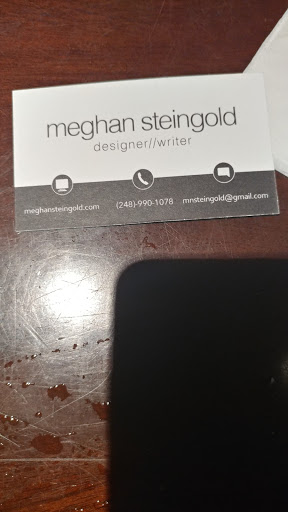 meghan steingold
designer//writer
meghansteingold.com (248)-990-1078 mnsteingold@gmail.com